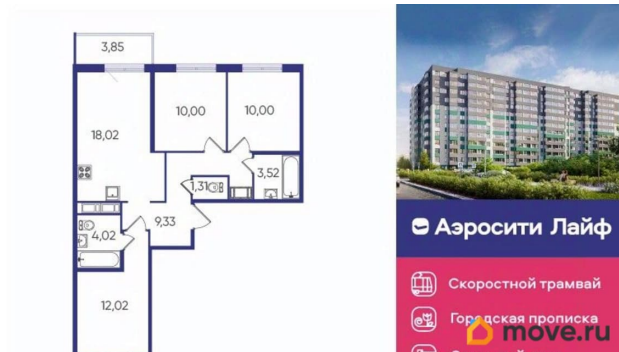 3,85
18,02
10,00
10,00
1,31
3,52
9,33
4,02
12,02
Аэросити Лайф
Скоростной трамвай
Городская прописка
move.ru